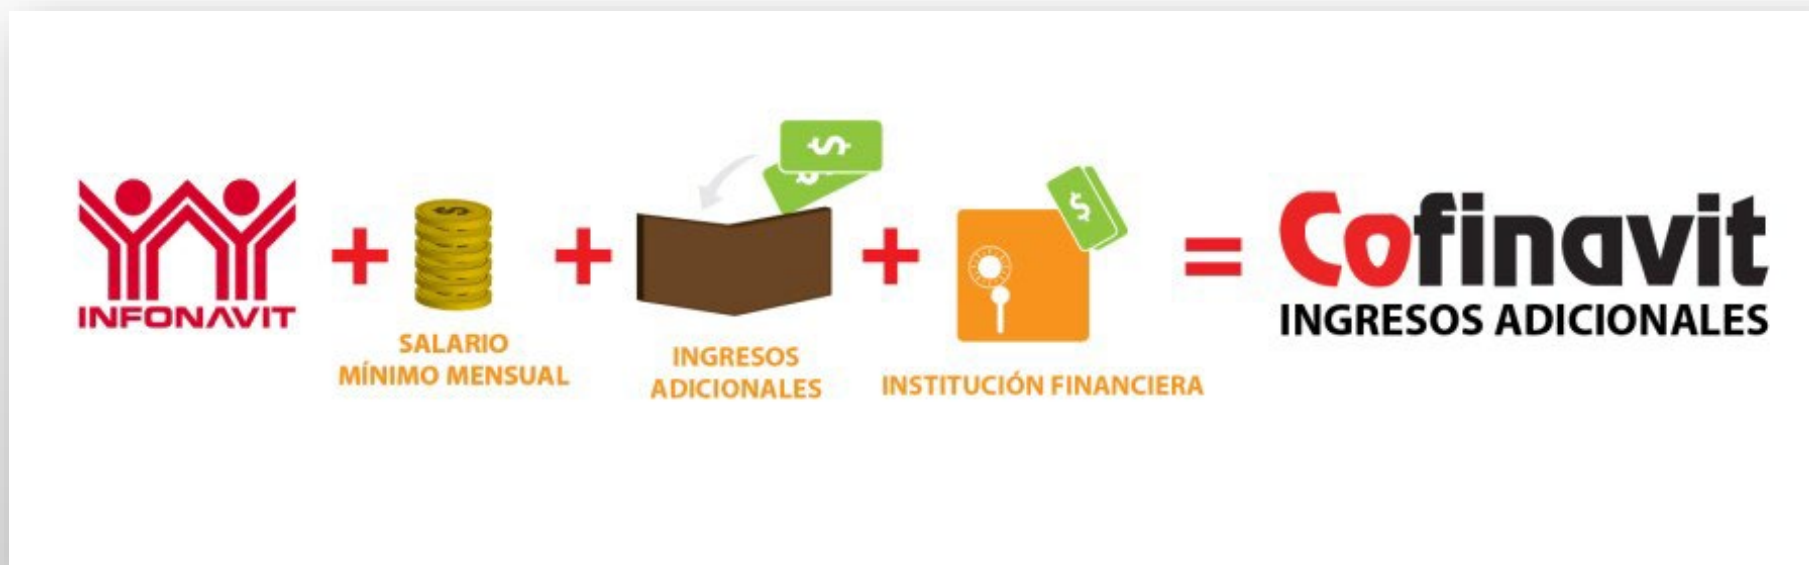 INFONAVIT
+
SALARIO
MÍNIMO MENSUAL
+
$
$
INGRESOS
ADICIONALES
+
$
INSTITUCIÓN FINANCIERA
=
Cofinavit
INGRESOS ADICIONALES